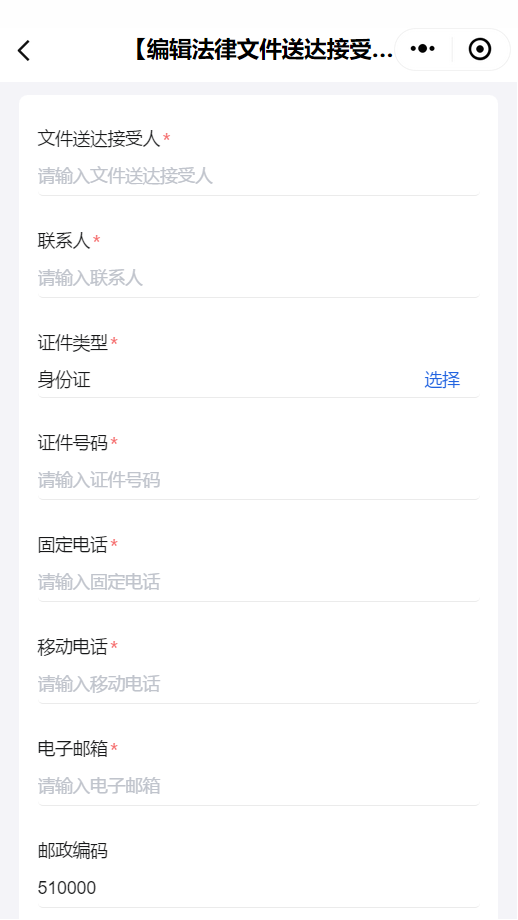 【编辑法律文件送达接受...
文件送达接受人*
请输入文件送达接受人
联系人*
请输入联系人
证件类型*
身份证 选择
证件号码*
请输入证件号码
固定电话*
请输入固定电话
移动电话*
请输入移动电话
电子邮箱*
请输入电子邮箱
邮政编码
510000